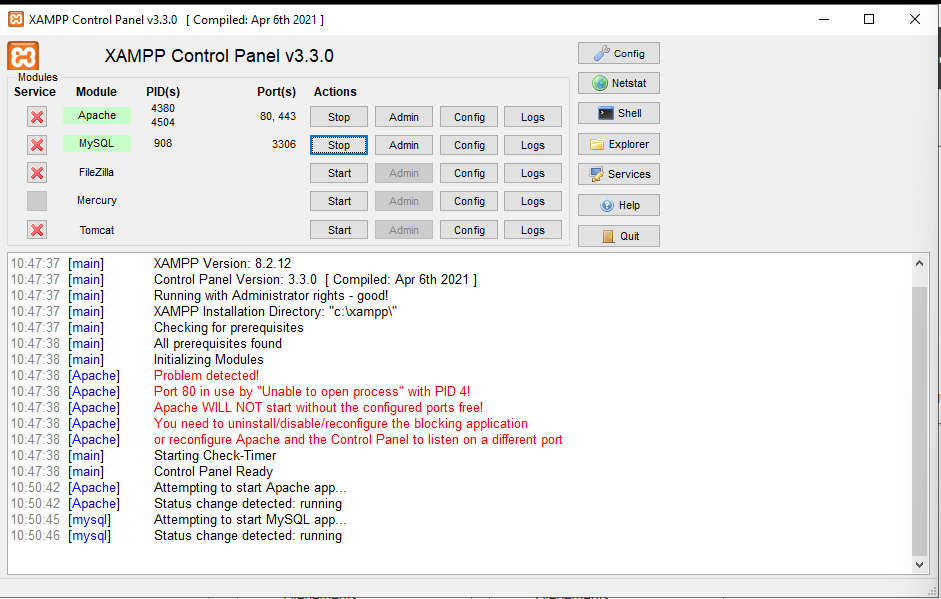 XAMPP Control Panel v3.3.0 [ Compiled: Apr 6th 2021 ]
XAMPP Control Panel v3.3.0
Config
Modules
Service Module PID(s) Port(s) Actions
Netstat
Apache 4380 4504 80, 443 Stop Admin Config Logs
Shell
MySQL 908 3306 Stop Admin Config Logs
Explorer
FileZilla Start Admin Config Logs
Services
Mercury Start Admin Config Logs
Help
Tomcat Start Admin Config Logs
Quit
10:47:37 [main] XAMPP Version: 8.2.12
10:47:37 [main] Control Panel Version: 3.3.0 [ Compiled: Apr 6th 2021 ]
10:47:37 [main] Running with Administrator rights - good!
10:47:37 [main] XAMPP Installation Directory: "c:\xampp\"
10:47:37 [main] Checking for prerequisites
10:47:38 [main] All prerequisites found
10:47:38 [main] Initializing Modules
10:47:38 [Apache] Problem detected!
10:47:38 [Apache] Port 80 in use by "Unable to open process" with PID 4!
10:47:38 [Apache] Apache WILL NOT start without the configured ports free!
10:47:38 [Apache] You need to uninstall/disable/reconfigure the blocking application
10:47:38 [Apache] or reconfigure Apache and the Control Panel to listen on a different port
10:47:38 [main] Starting Check-Timer
10:47:38 [main] Control Panel Ready
10:50:42 [Apache] Attempting to start Apache app...
10:50:42 [Apache] Status change detected: running
10:50:45 [mysql] Attempting to start MySQL app...
10:50:46 [mysql] Status change detected: running